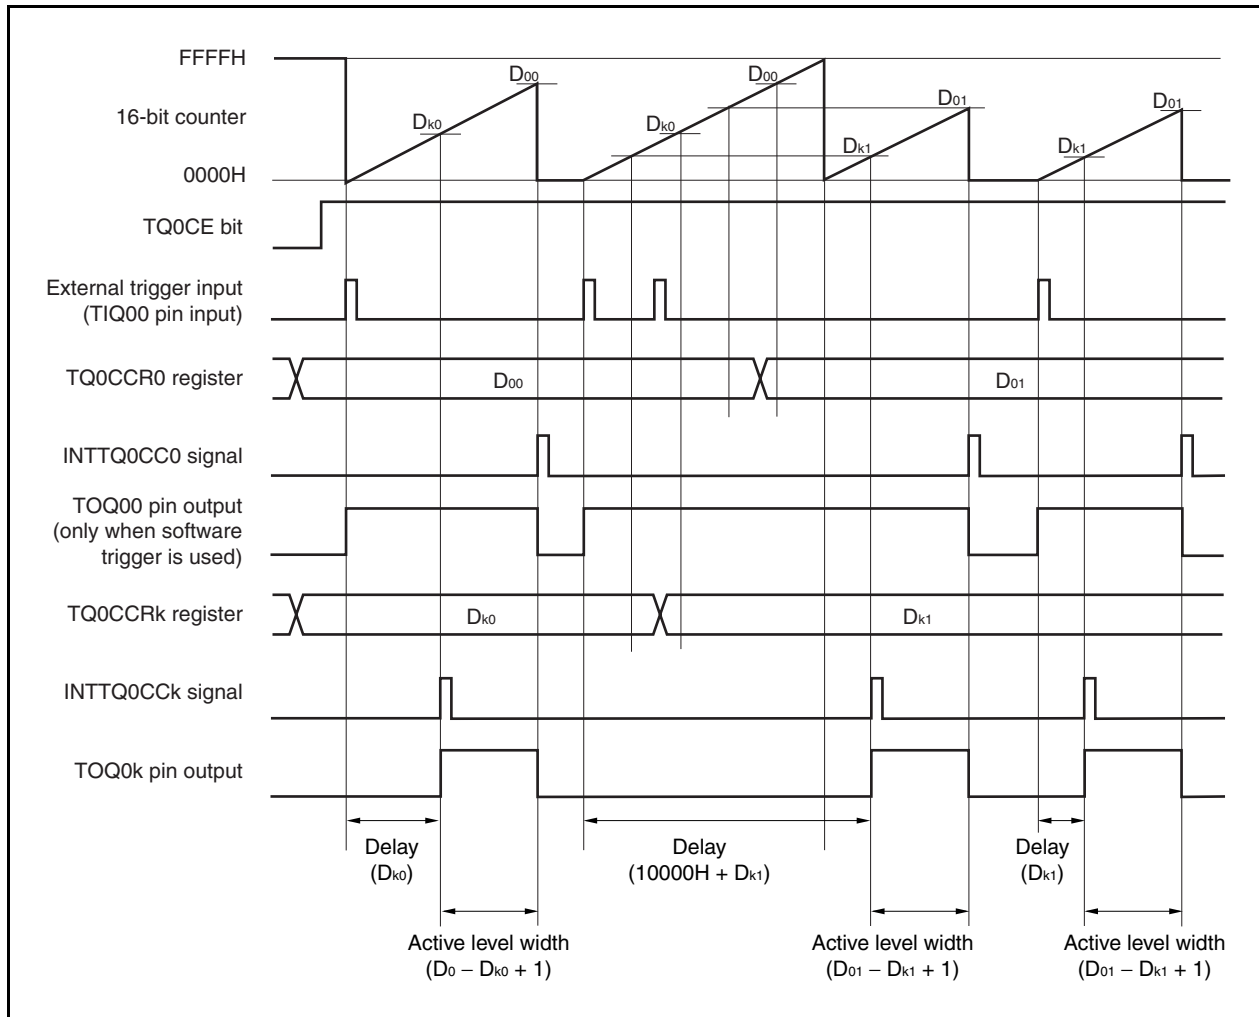 FFFFH
D00
D00
16-bit counter
Dk0
Dk0
D01
D01
Dk1
Dk1
0000H
TQ0CE bit
External trigger input
(TIQ00 pin input)
TQ0CCR0 register
D00
D01
INTTQ0CC0 signal
TOQ00 pin output
(only when software
trigger is used)
TQ0CCRk register
Dk0
Dk1
INTTQ0CCk signal
TOQ0k pin output
Delay
(Dk0)
Delay
(10000H + Dk1)
Delay
(Dk1)
Active level width
(D0 − Dk0 + 1)
Active level width
(D01 − Dk1 + 1)
Active level width
(D01 − Dk1 + 1)